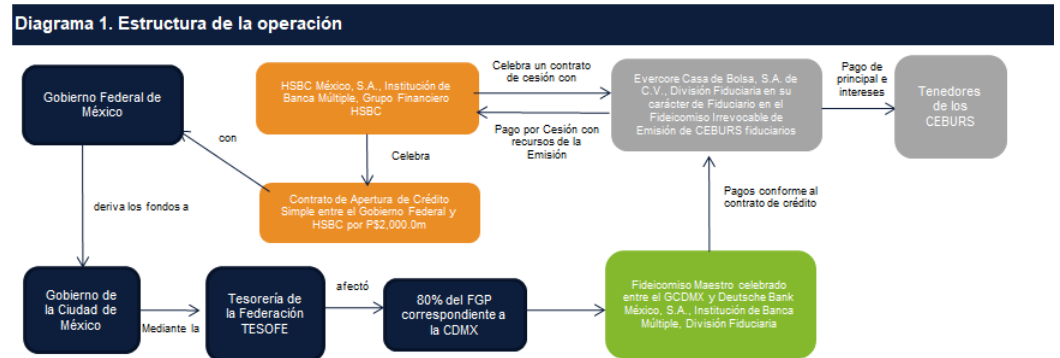 Diagrama 1. Estructura de la operación
Gobierno Federal de
México
HSBC México, S.A., Institución de
Banca Múltiple, Grupo Financiero
HSBC
Celebra un contrato
de cesión con
Pago por Cesión con
recursos de la
Emisión
Evercore Casa de Bolsa, S.A. de
C.V., División Fiduciaria en su
carácter de Fiduciario en el
Fideicomiso Irrevocable de
Emisión de CEBURS fiduciarios
Pago de
principal e
intereses
Tenedores
de los
CEBURS
con
Celebra
Contrato de Apertura de Crédito
Simple entre el Gobierno Federal y
HSBC por P$2,000.0m
Pagos conforme al
contrato de crédito
deriva los fondos a
Gobierno de
la Ciudad de
México
Mediante la
Tesorería de
la Federación
TESOFE
afectó
80% del FGP
correspondiente a
la CDMX
Fideicomiso Maestro celebrado
entre el GCDMX y Deutsche Bank
México, S.A., Institución de Banca
Múltiple, División Fiduciaria